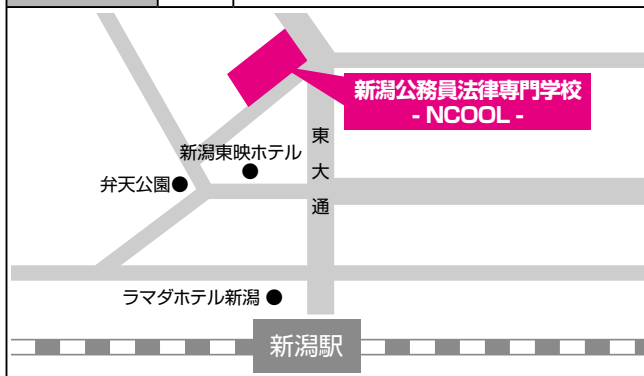 新潟公務員法律専門学校
- NCOOL -
東大通
新潟東映ホテル
弁天公園
ラマダホテル新潟
新潟駅